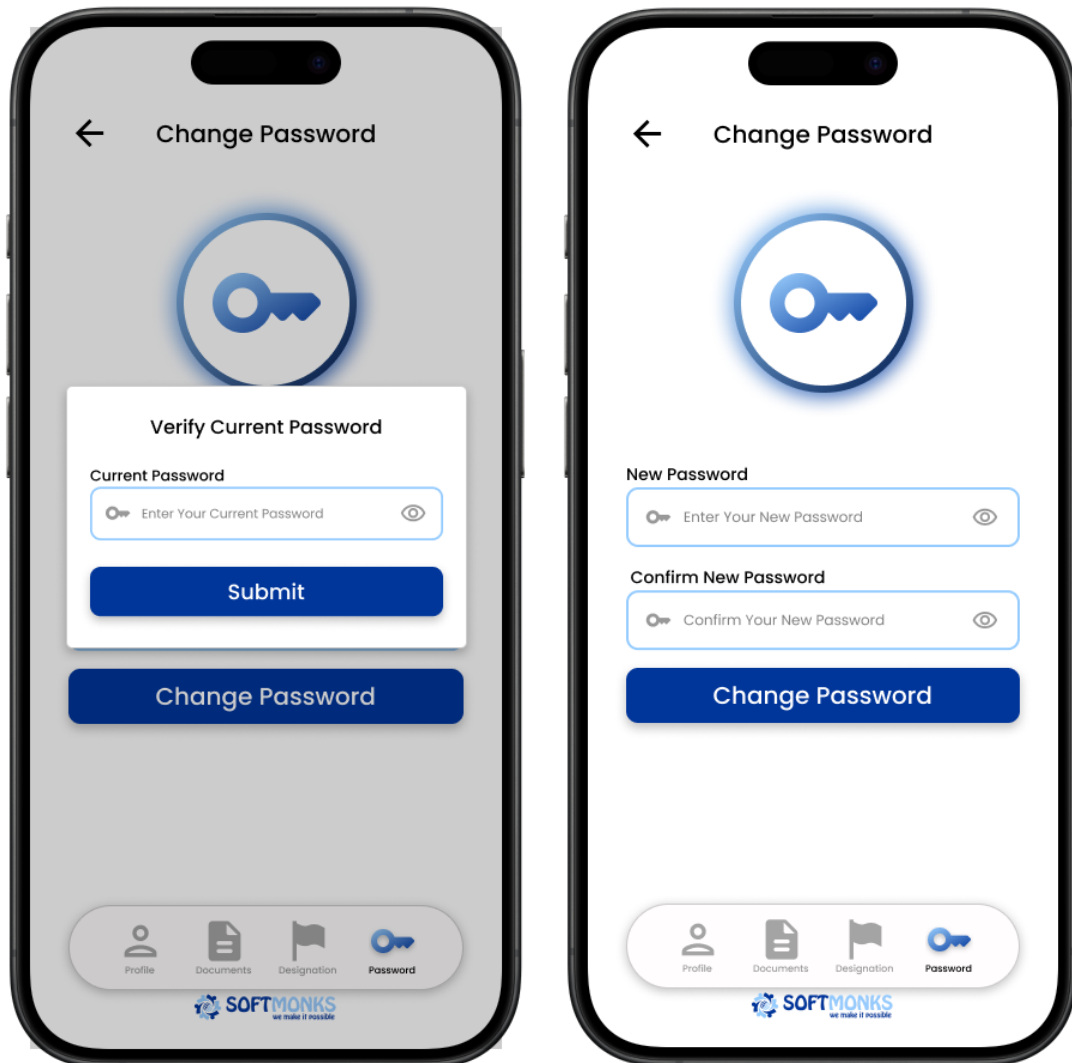 Change Password
Verify Current Password
Current Password
Enter Your Current Password
Submit
Change Password
Profile
Documents
Designation
Password
SOFTMONKS
we make it possible
Change Password
New Password
Enter Your New Password
Confirm New Password
Confirm Your New Password
Change Password
Profile
Documents
Designation
Password
SOFTMONKS
we make it possible